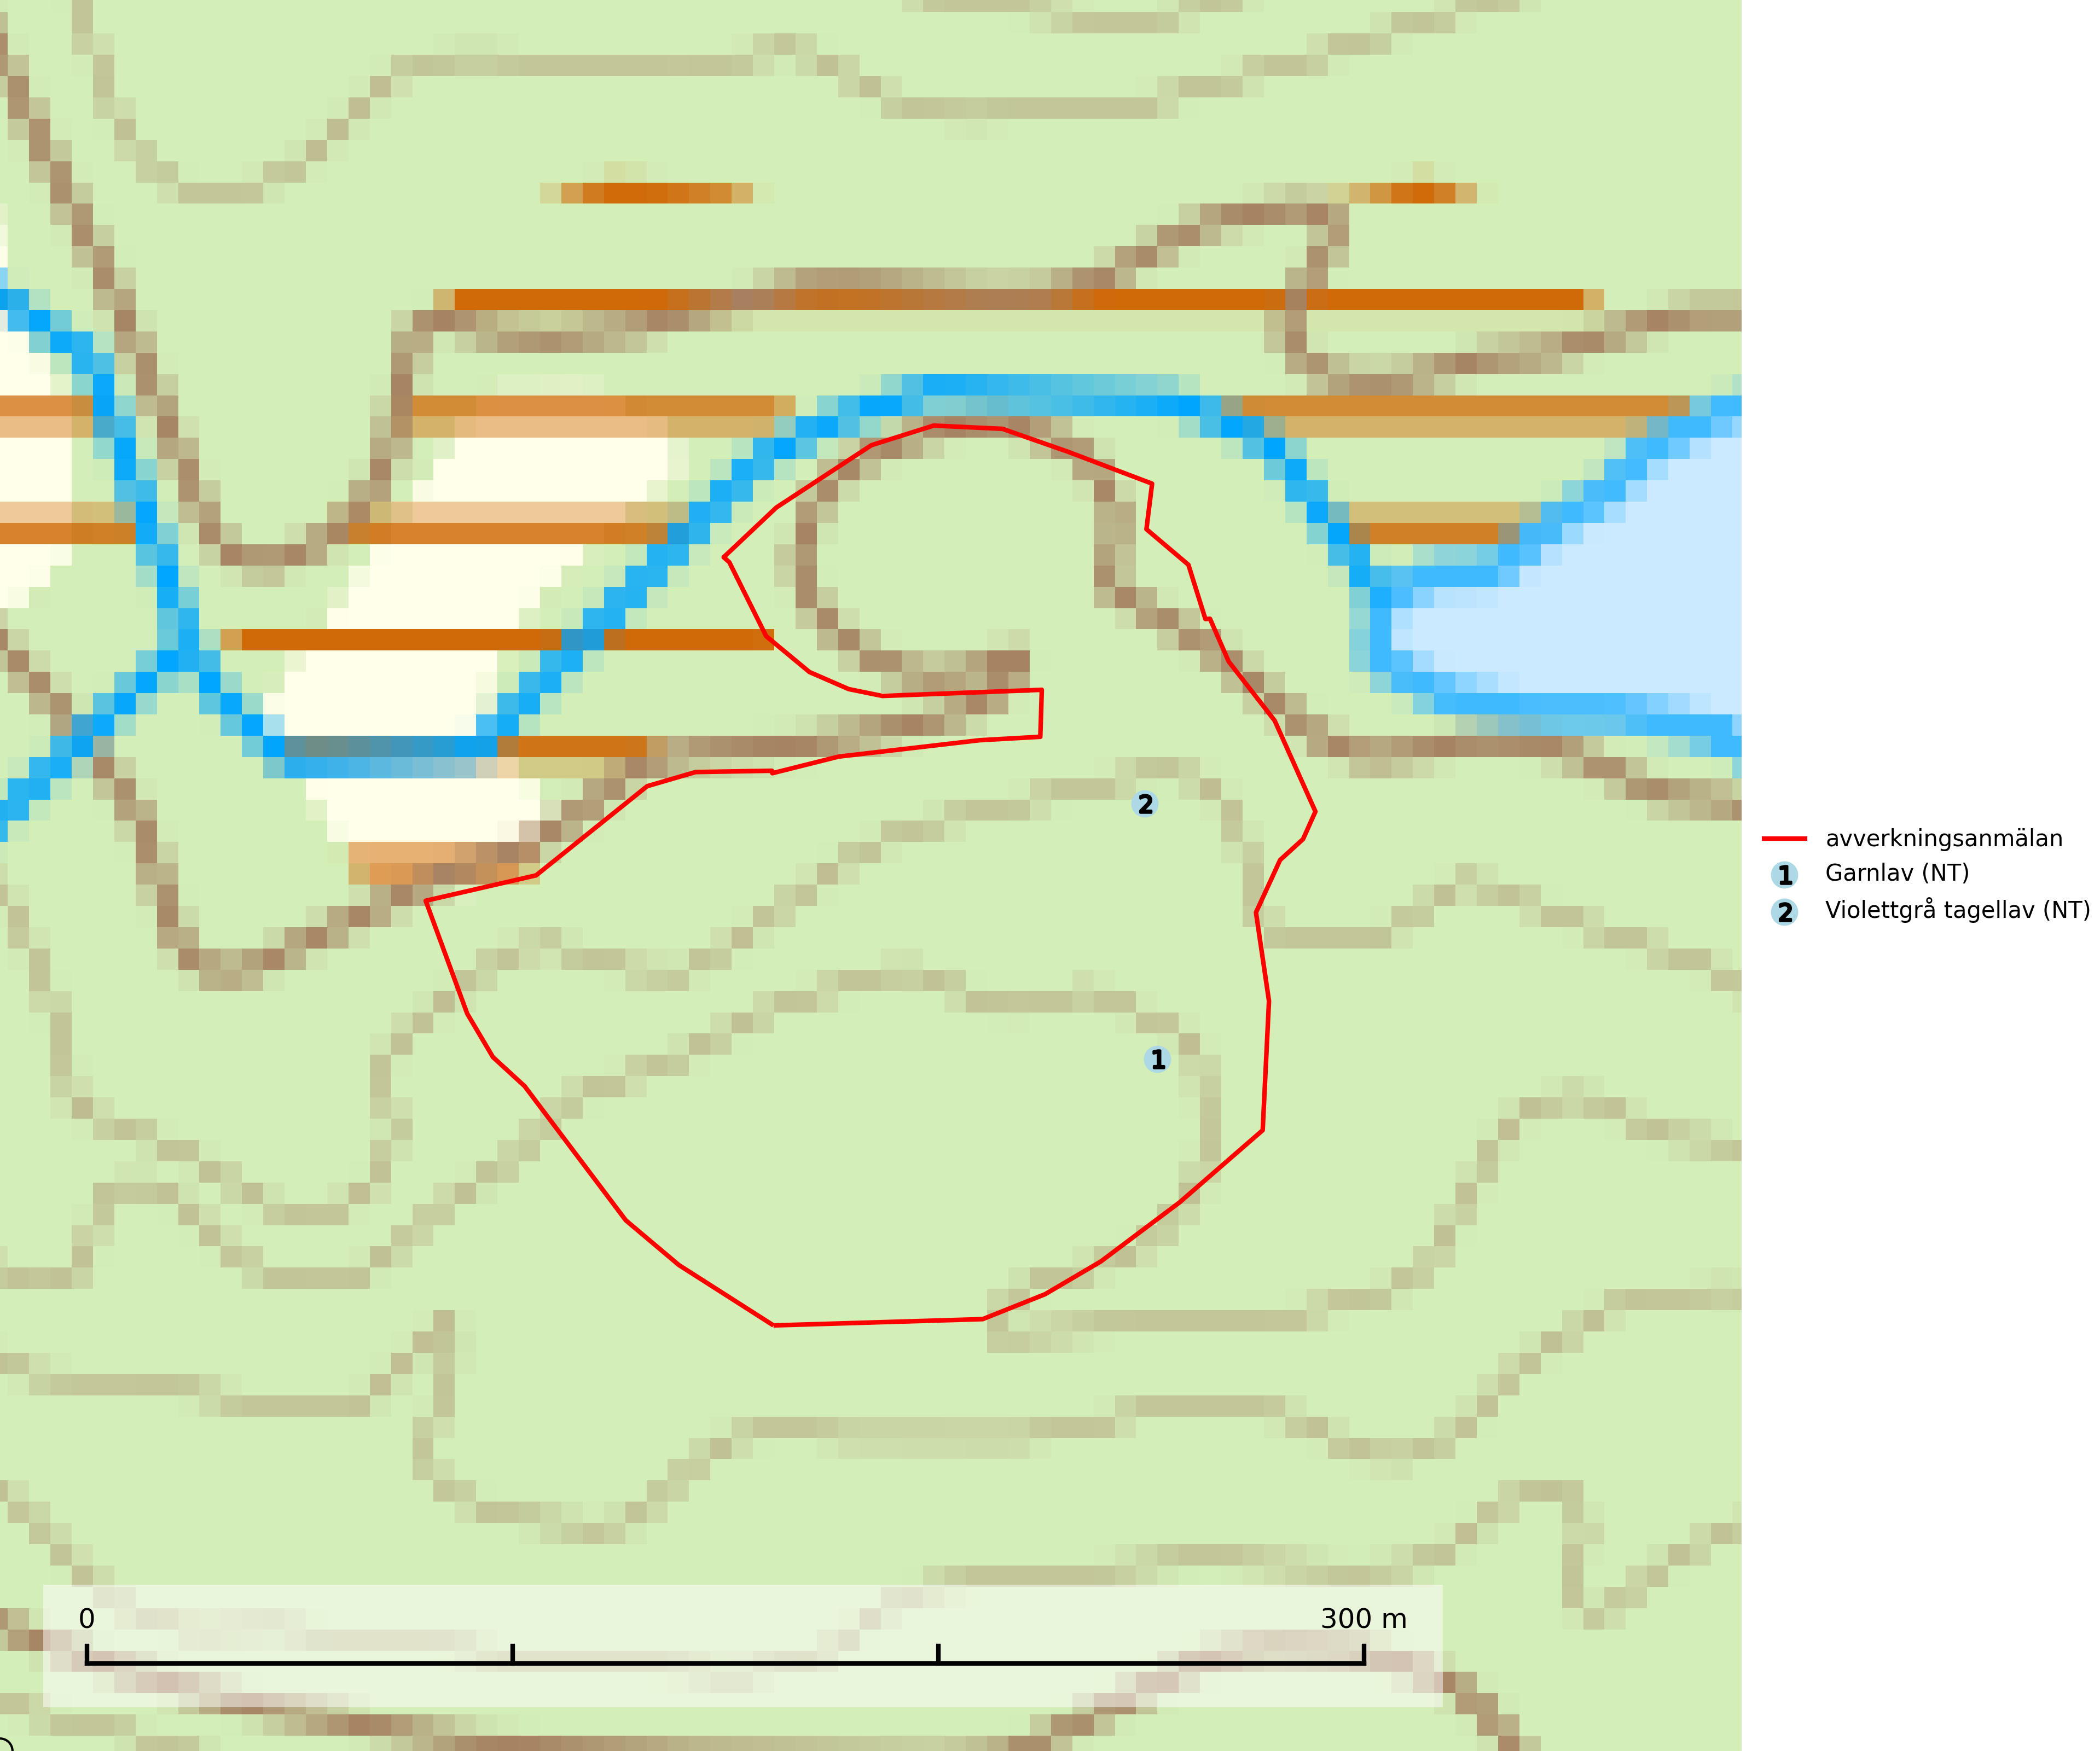 2
1
avverkningsanmälan
1 Garnlav (NT)
2 Violettgrå tagellav (NT)
0 300 m